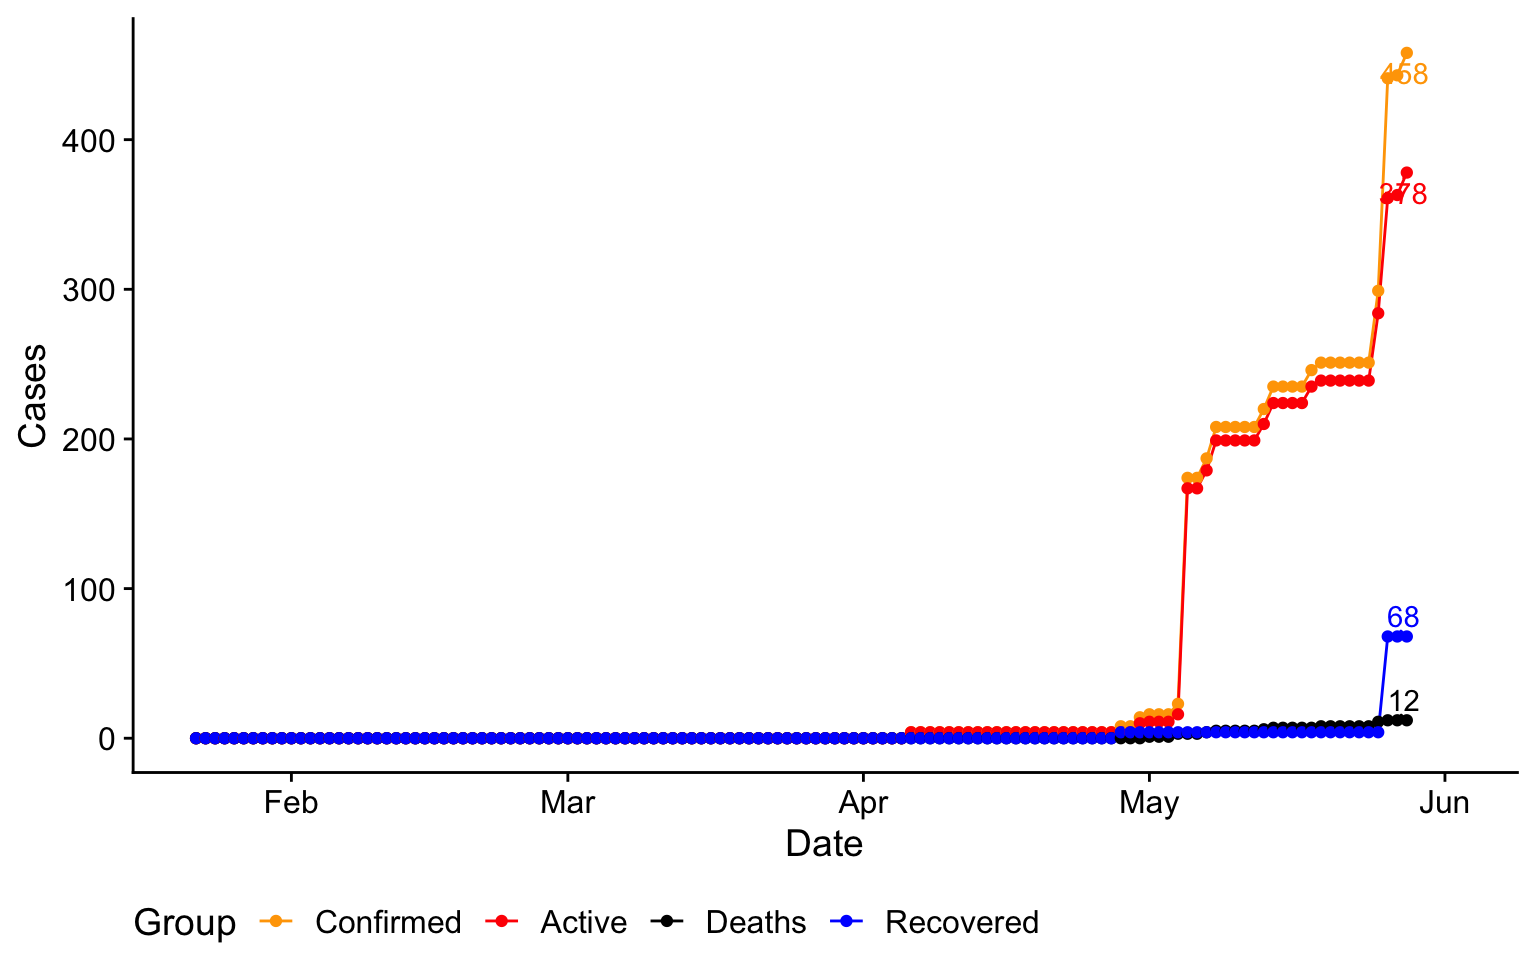 458
400
378
300
Cases
200
100
68
12
0
Feb Mar Apr May Jun
Date
Group Confirmed Active Deaths Recovered